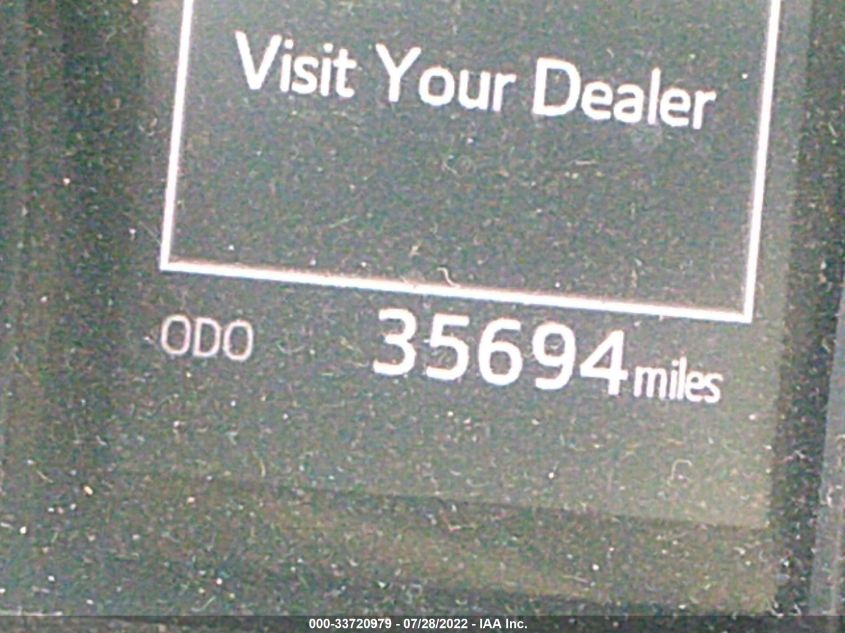 Visit Your Dealer
ODO 35694 miles
000-33720979 - 07/28/2022 - IAA Inc.